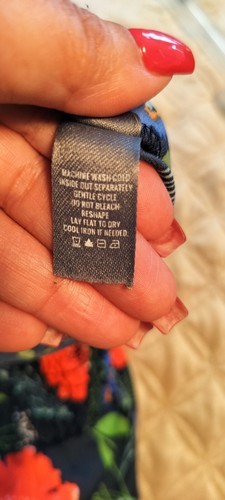 MACHINE WASH COLD
INSIDE OUT SEPARATELY
GENTLE CYCLE
DO NOT BLEACH
RESHAPE
LAY FLAT TO DRY
COOL IRON IF NEEDED